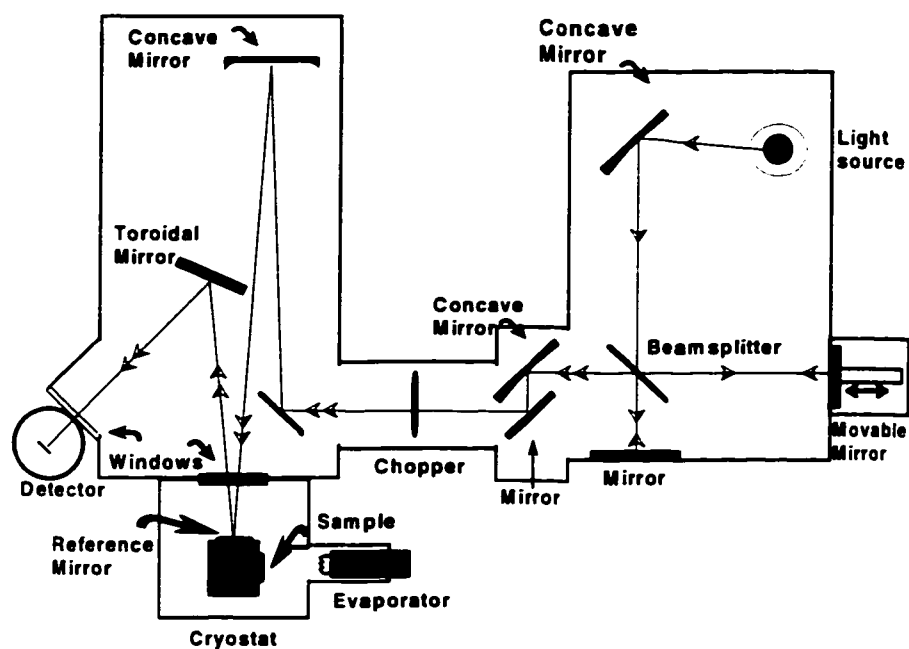 Concave
Mirror
Concave
Mirror
Light
source
Toroidal
Mirror
Concave
Mirror
Beamsplitter
Movable
Mirror
Windows
Chopper
Mirror
Mirror
Detector
Reference
Mirror
Sample
Evaporator
Cryostat